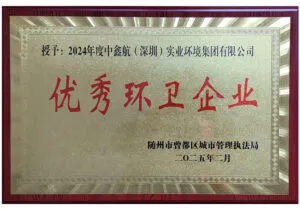 授予：2024年度中鑫航（深圳）实业环境集团有限公司
优秀环卫企业
随州市曾都区城市管理执法局
二〇二五年二月